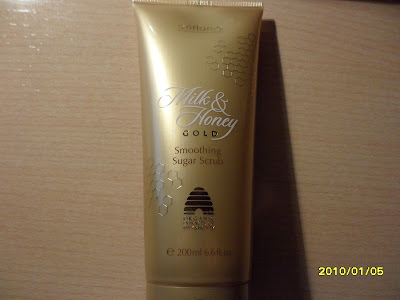 Milk &
Honey
GOLD
Smoothing
Sugar Scrub
e 200ml 6.6fl.oz.
2010/01/05